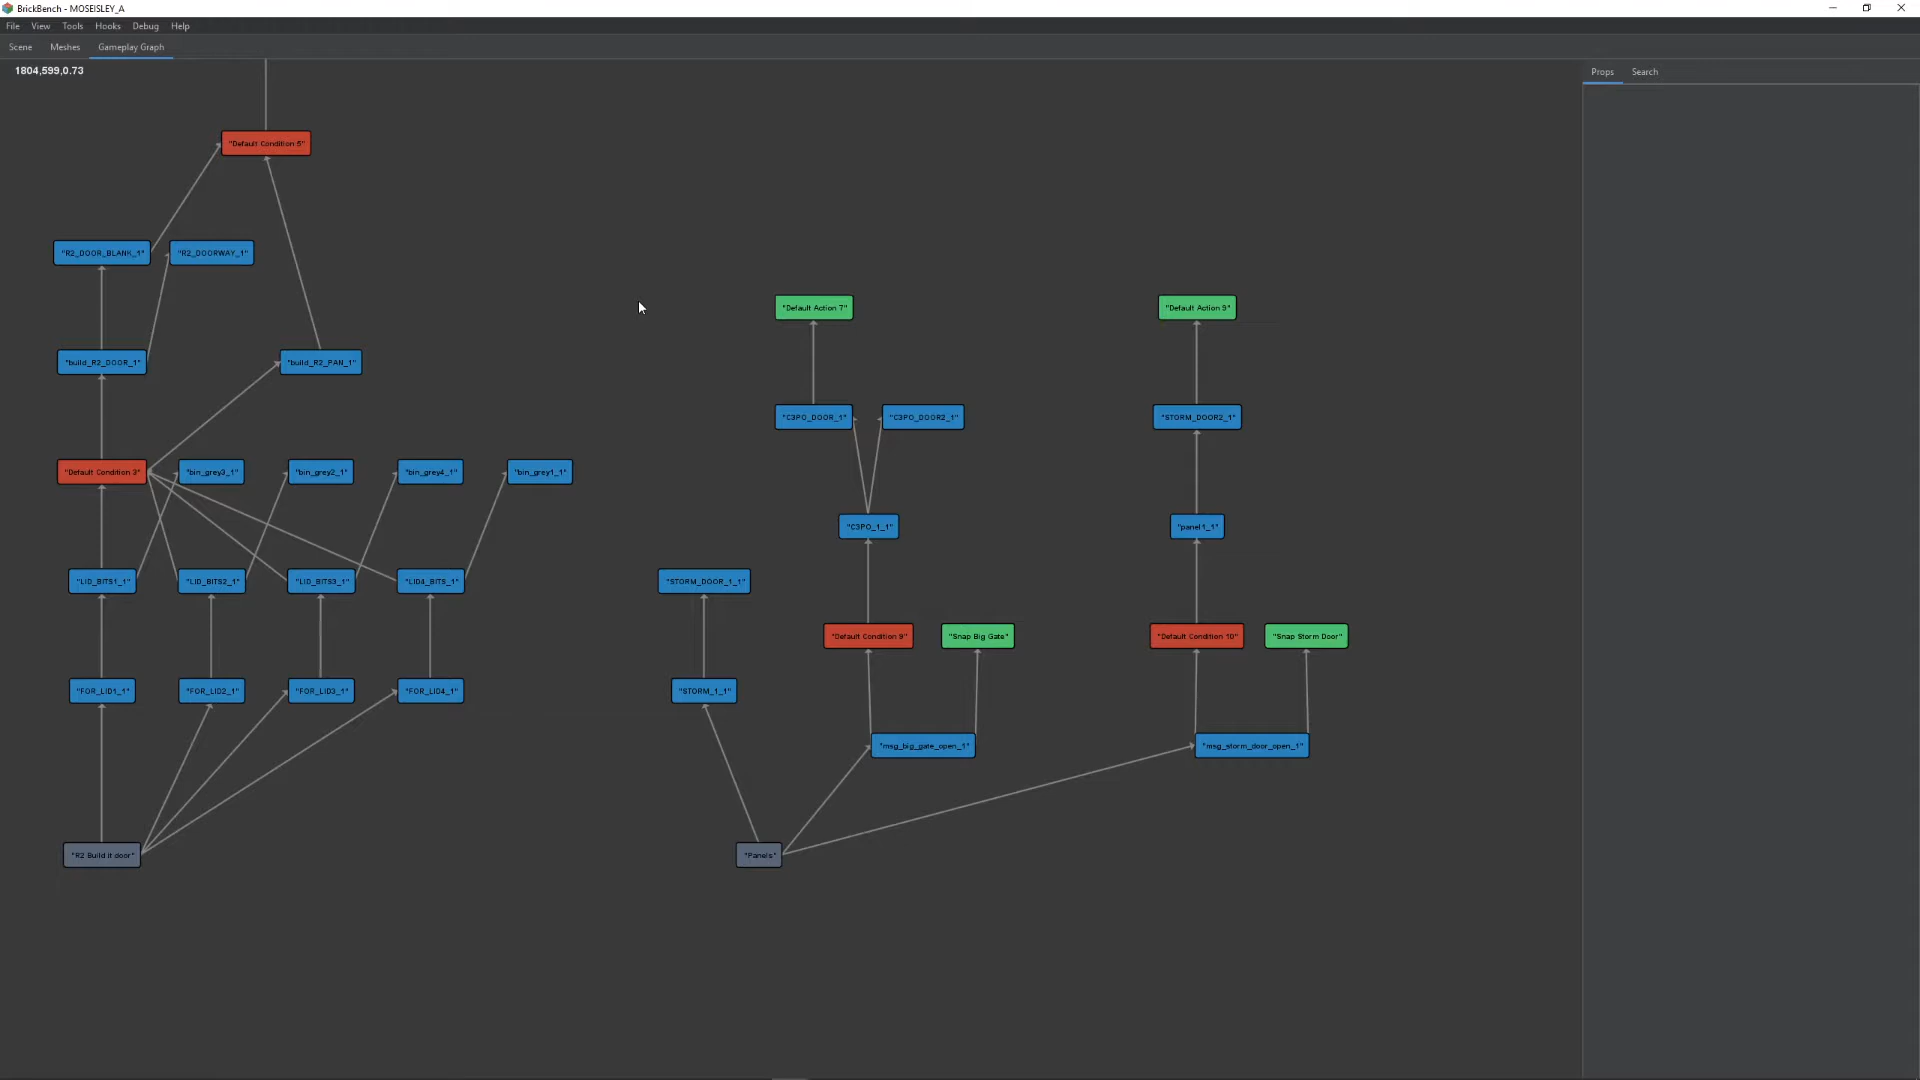 BrickBench - MOSEISLEY_A
File View Tools Hooks Debug Help
Scene Meshes Gameplay Graph
1804,599,0.73
Props Search
"Default Condition 5"
"R2_DOOR_BLANK_1" "R2_DOORWAY_1"
"Default Action 7" "Default Action 9"
"build_R2_DOOR_1" "build_R2_PAN_1"
"C3PO_DOOR_1" "C3PO_DOOR2_1" "STORM_DOOR2_1"
"Default Condition 3" "bin_grey3_1" "bin_grey2_1" "bin_grey4_1" "bin_grey1_1"
"C3PO_1_1" "panel1_1"
"LID_BITS1_1" "LID_BITS2_1" "LID_BITS3_1" "LID4_BITS_1" "STORM_DOOR_1_1"
"Default Condition 9" "Snap Big Gate" "Default Condition 10" "Snap Storm Door"
"FOR_LID1_1" "FOR_LID2_1" "FOR_LID3_1" "FOR_LID4_1" "STORM_1_1"
"msg_big_gate_open_1" "msg_storm_door_open_1"
"R2 Build it door" "Panels"